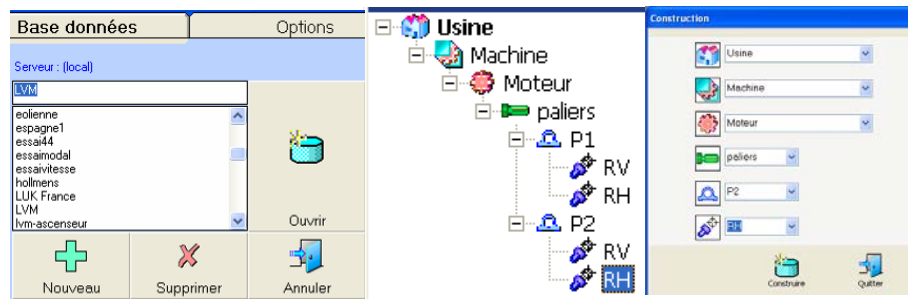 Base données
Options
Serveur : (local)
LVM
eolienne
espagne1
essai44
essaimodal
essaivitesse
hollmens
LUK France
LVM
lvm-ascenseur
Ouvrir
Nouveau
Supprimer
Annuler
Usine
Machine
Moteur
paliers
P1
RV
RH
P2
RV
RH
Construction
Usine
Machine
Moteur
paliers
P2
RH
Construire
Quitter